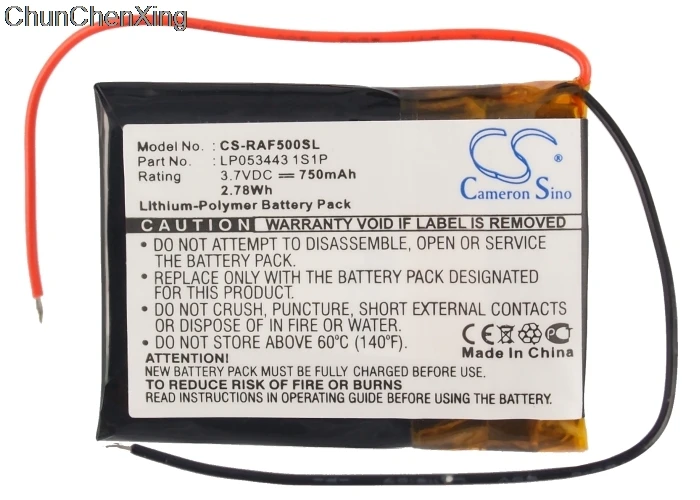 ChunChenXing
Model No. : CS-RAF500SL
Part No. : LP053443 1S1P
Rating : 3.7VDC ⎓ 750mAh
2.78Wh
Lithium-Polymer Battery Pack
CS
Cameron Sino
CAUTION WARRANTY VOID IF LABEL IS REMOVED
• DO NOT ATTEMPT TO DISASSEMBLE, OPEN OR SERVICE
THE BATTERY PACK.
• REPLACE ONLY WITH THE BATTERY PACK DESIGNATED
FOR THIS PRODUCT.
• DO NOT CRUSH, PUNCTURE, SHORT EXTERNAL CONTACTS
OR DISPOSE OF IN FIRE OR WATER.
• DO NOT STORE ABOVE 60°C (140°F).
CE
Made In China
ATTENTION!
NEW BATTERY PACK MUST BE FULLY CHARGED BEFORE USE
TO REDUCE RISK OF FIRE OR BURNS
READ INSTRUCTIONS BEFORE USING OR CHARGING BATTERY